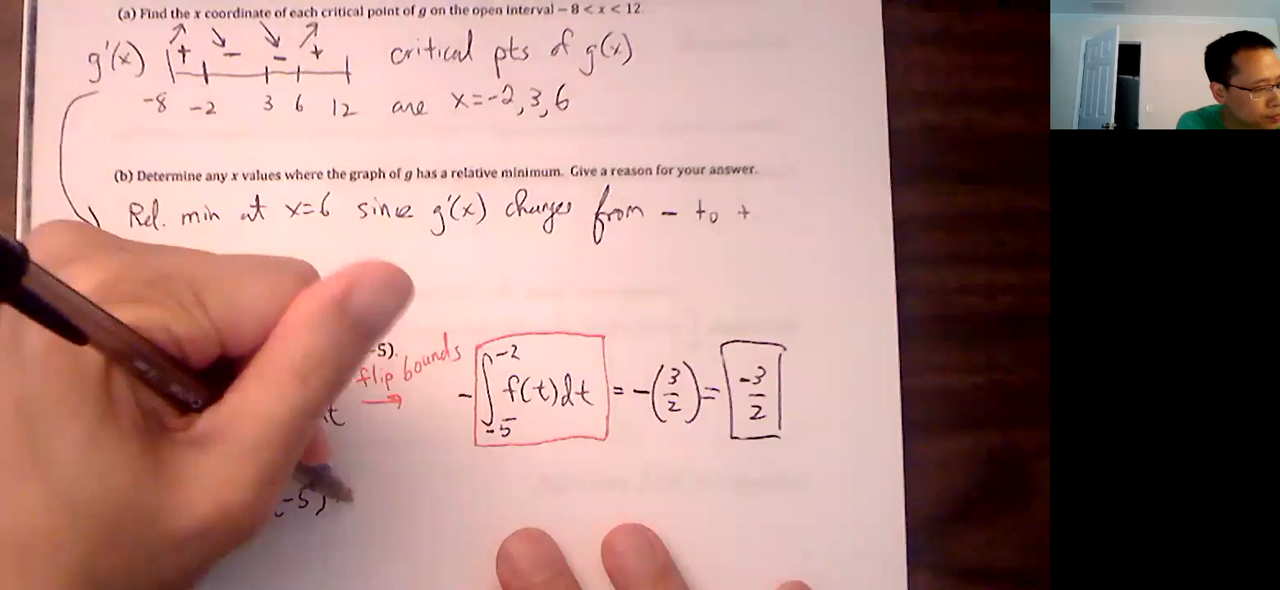 (a) Find the x coordinate of each critical point of g on the open interval – 8 < x < 12
g'(x) + - - + critical pts of g(x)
-8 -2 3 6 12 are x=-2,3,6
(b) Determine any x values where the graph of g has a relative minimum. Give a reason for your answer.
Rel. min at x=6 since g'(x) changes from - to +
-5).
flip bounds
-∫_{-5}^{-2} f(t)dt = -(3/2) = -3/2
t
-5)